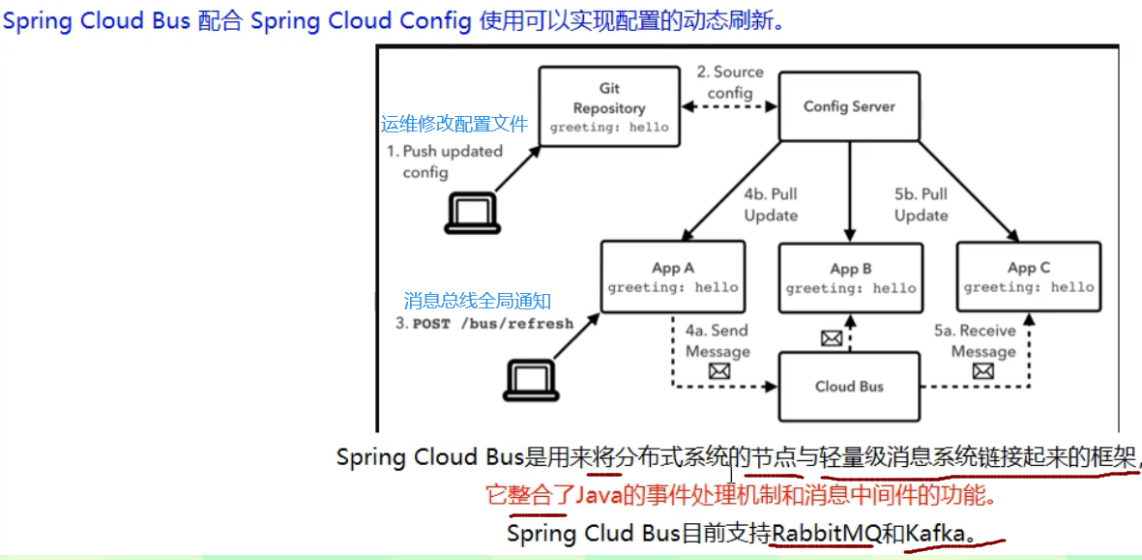 Spring Cloud Bus 配合 Spring Cloud Config 使用可以实现配置的动态刷新。
Git
Repository
greeting: hello
2. Source
config
Config Server
运维修改配置文件
1. Push updated
config
4b. Pull
Update
5b. Pull
Update
App A
greeting: hello
App B
greeting: hello
App C
greeting: hello
消息总线全局通知
3. POST /bus/refresh
4a. Send
Message
5a. Receive
Message
Cloud Bus
Spring Cloud Bus是用来将分布式系统的节点与轻量级消息系统链接起来的框架,
它整合了Java的事件处理机制和消息中间件的功能。
Spring Clud Bus目前支持RabbitMQ和Kafka。